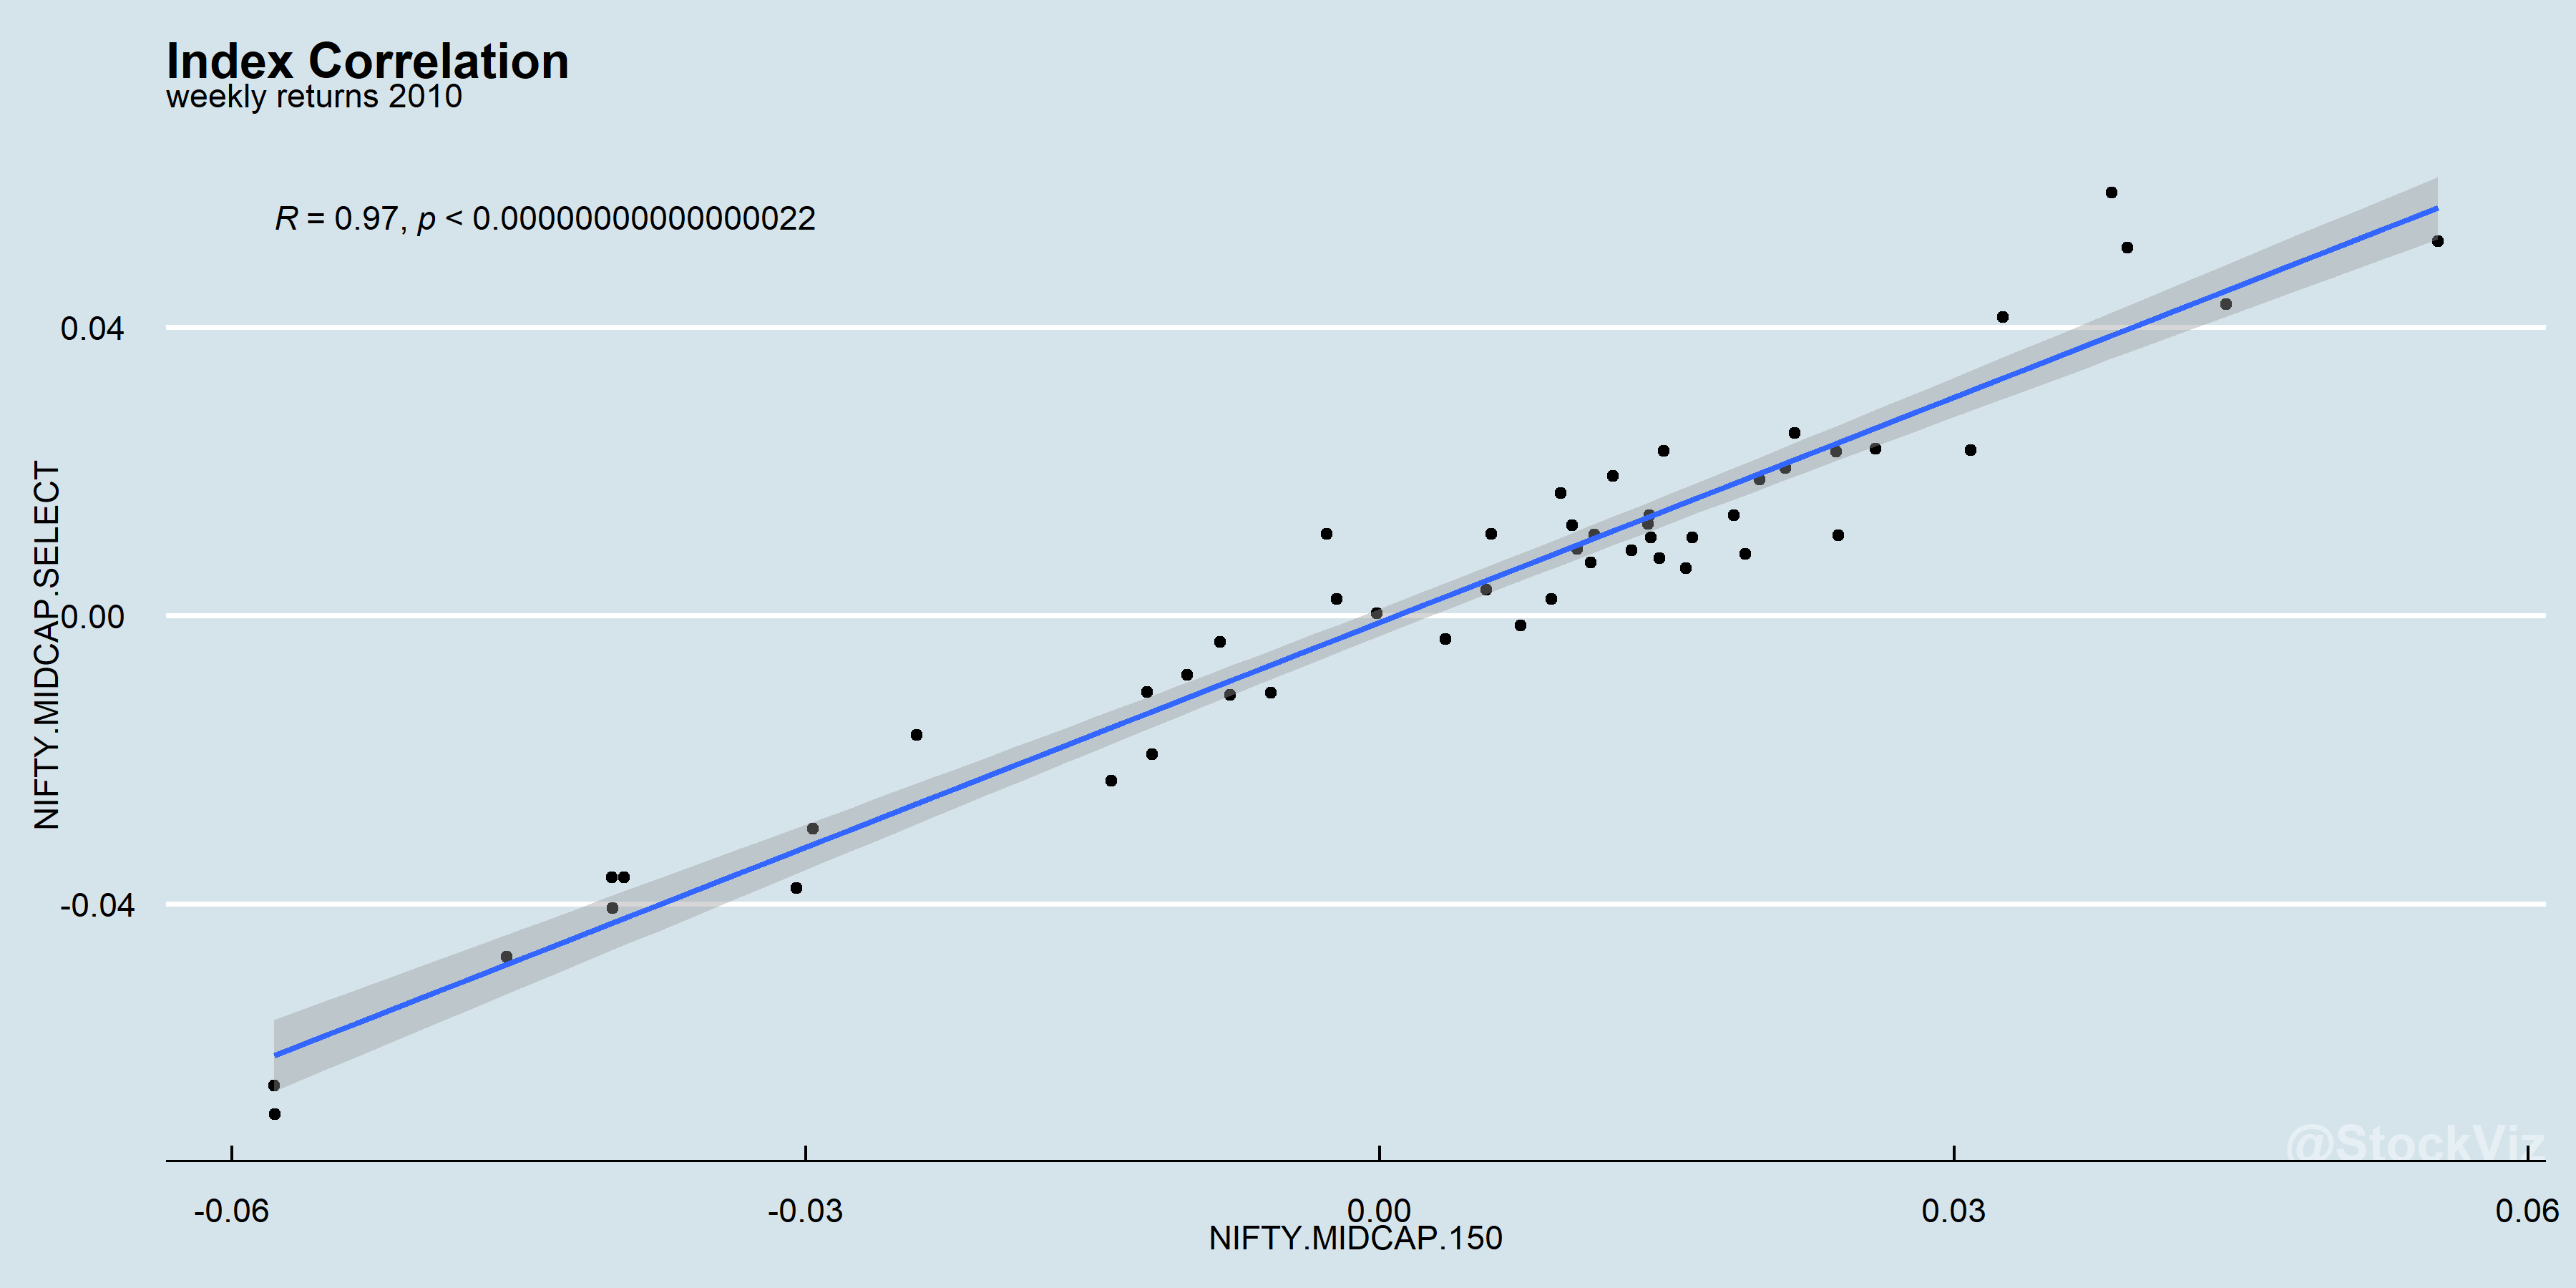 Index Correlation
weekly returns 2010
R = 0.97, p < 0.00000000000000022
0.04
0.00
-0.04
NIFTY.MIDCAP.SELECT
@StockViz
-0.06
-0.03
0.00
0.03
0.06
NIFTY.MIDCAP.150